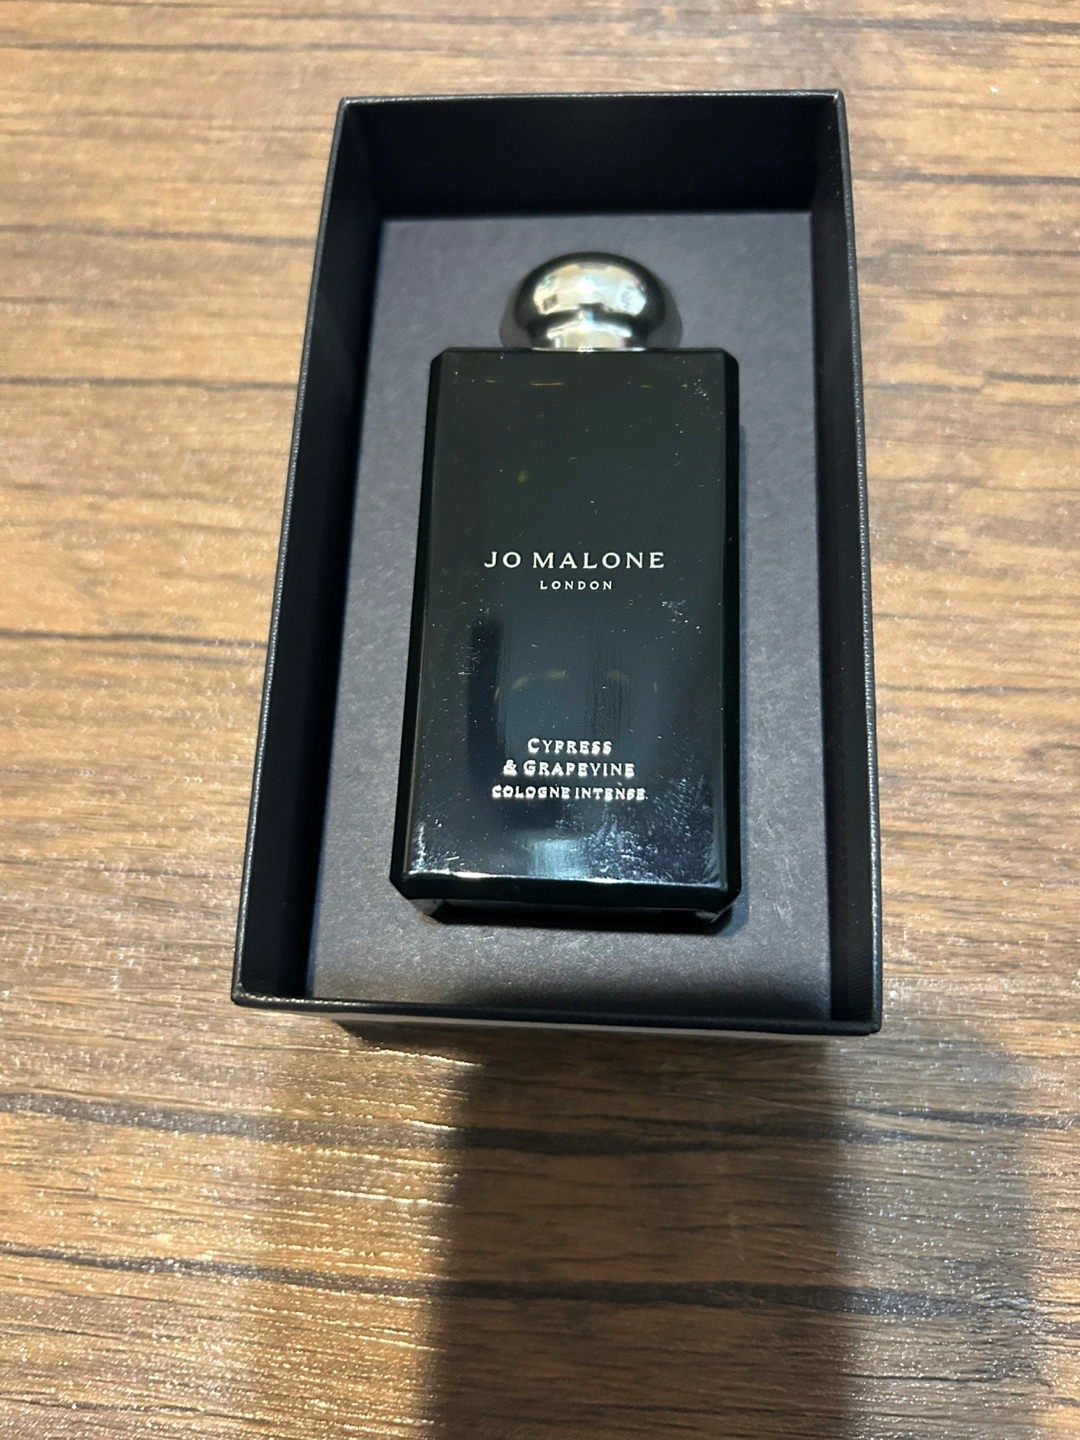 JO MALONE
LONDON
CYPRESS
& GRAPEVINE
COLOGNE INTENSE